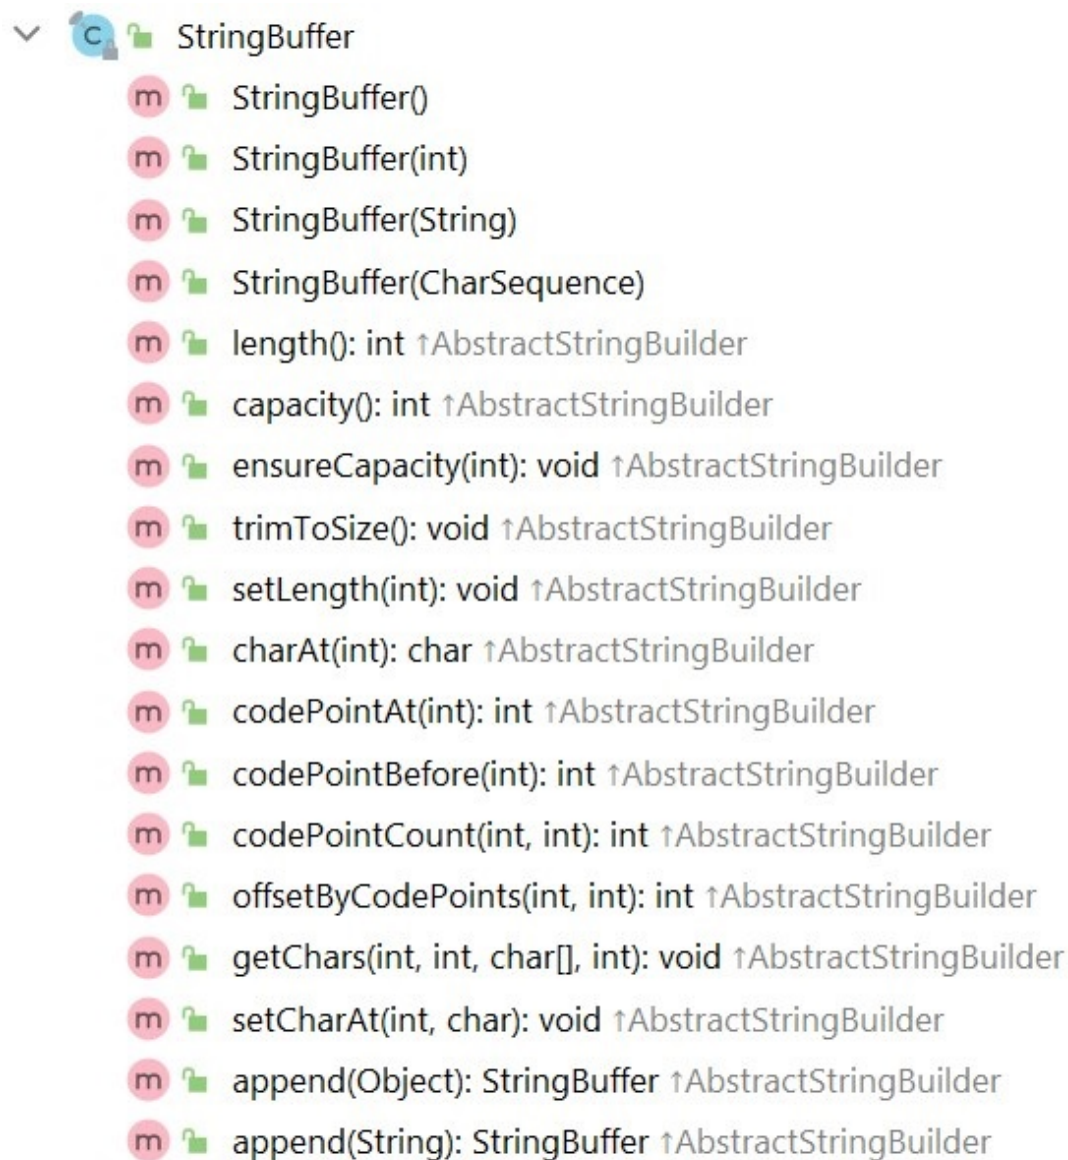 StringBuffer
StringBuffer()
StringBuffer(int)
StringBuffer(String)
StringBuffer(CharSequence)
length(): int ↑AbstractStringBuilder
capacity(): int ↑AbstractStringBuilder
ensureCapacity(int): void ↑AbstractStringBuilder
trimToSize(): void ↑AbstractStringBuilder
setLength(int): void ↑AbstractStringBuilder
charAt(int): char ↑AbstractStringBuilder
codePointAt(int): int ↑AbstractStringBuilder
codePointBefore(int): int ↑AbstractStringBuilder
codePointCount(int, int): int ↑AbstractStringBuilder
offsetByCodePoints(int, int): int ↑AbstractStringBuilder
getChars(int, int, char[], int): void ↑AbstractStringBuilder
setCharAt(int, char): void ↑AbstractStringBuilder
append(Object): StringBuffer ↑AbstractStringBuilder
append(String): StringBuffer ↑AbstractStringBuilder